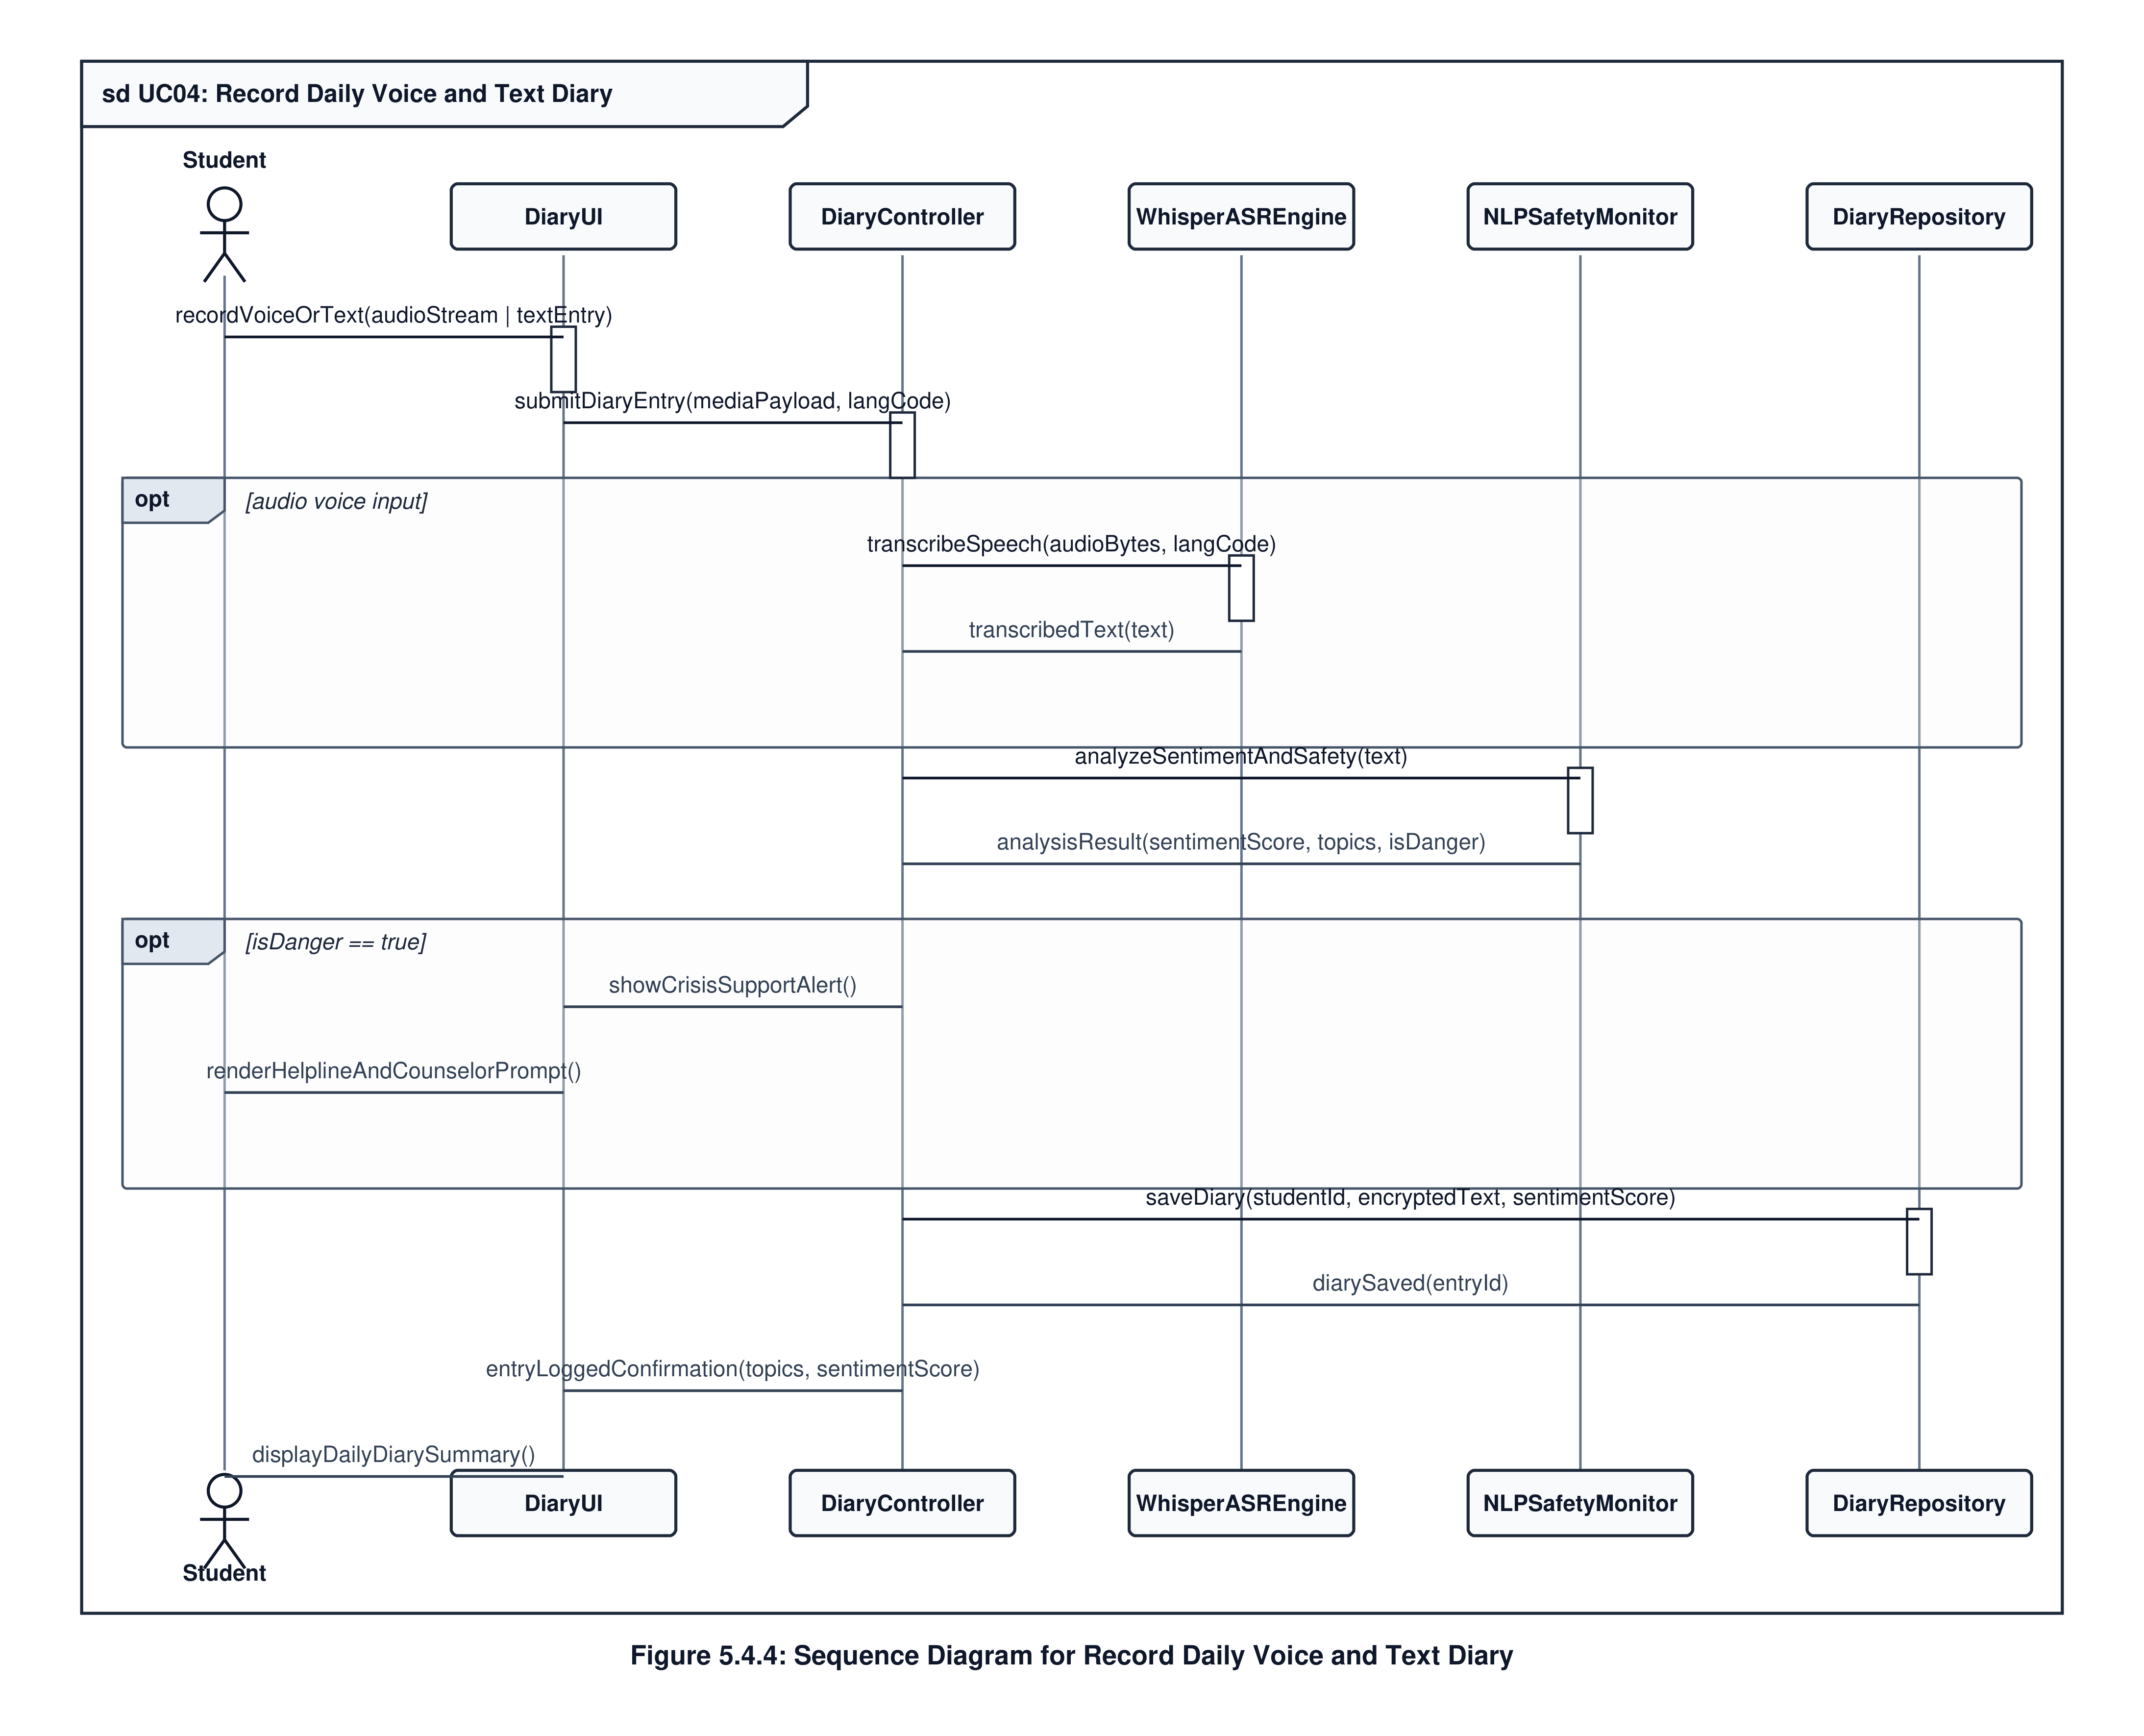 sd UC04: Record Daily Voice and Text Diary
Student
DiaryUI
DiaryController
WhisperASREngine
NLPSafetyMonitor
DiaryRepository
recordVoiceOrText(audioStream | textEntry)
submitDiaryEntry(mediaPayload, langCode)
opt
[audio voice input]
transcribeSpeech(audioBytes, langCode)
transcribedText(text)
analyzeSentimentAndSafety(text)
analysisResult(sentimentScore, topics, isDanger)
opt
[isDanger == true]
showCrisisSupportAlert()
renderHelplineAndCounselorPrompt()
saveDiary(studentId, encryptedText, sentimentScore)
diarySaved(entryId)
entryLoggedConfirmation(topics, sentimentScore)
displayDailyDiarySummary()
DiaryUI
DiaryController
WhisperASREngine
NLPSafetyMonitor
DiaryRepository
Student
Figure 5.4.4: Sequence Diagram for Record Daily Voice and Text Diary